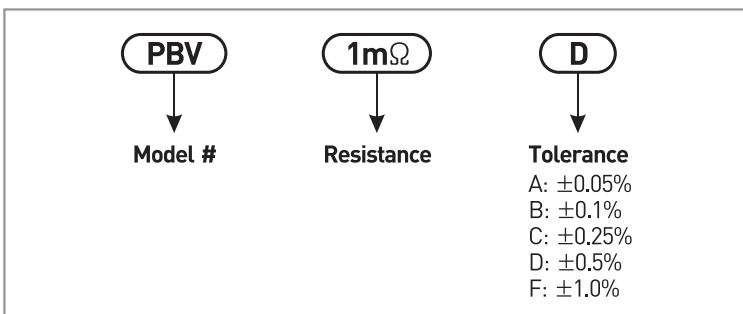 PBV 1mΩ D
Model # Resistance Tolerance
A: ±0.05%
B: ±0.1%
C: ±0.25%
D: ±0.5%
F: ±1.0%